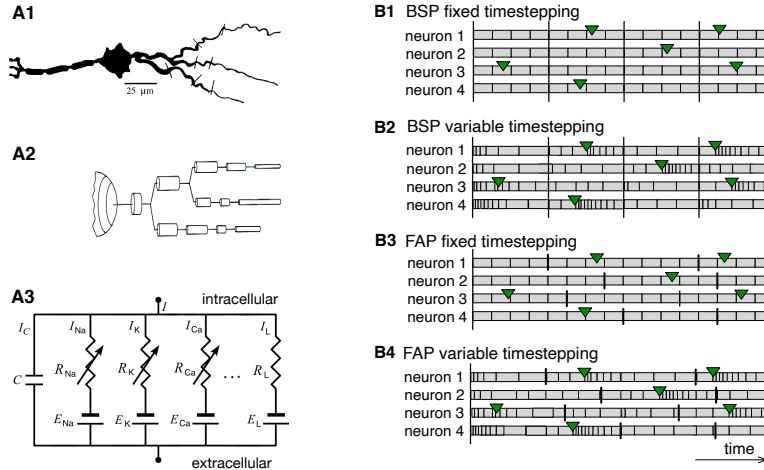 A1
25 µm
A2
A3
I
intracellular
I_C
I_Na
I_K
I_Ca
I_L
C
R_Na
R_K
R_Ca
...
R_L
E_Na
E_K
E_Ca
E_L
extracellular
B1 BSP fixed timestepping
neuron 1
neuron 2
neuron 3
neuron 4
B2 BSP variable timestepping
neuron 1
neuron 2
neuron 3
neuron 4
B3 FAP fixed timestepping
neuron 1
neuron 2
neuron 3
neuron 4
B4 FAP variable timestepping
neuron 1
neuron 2
neuron 3
neuron 4
time